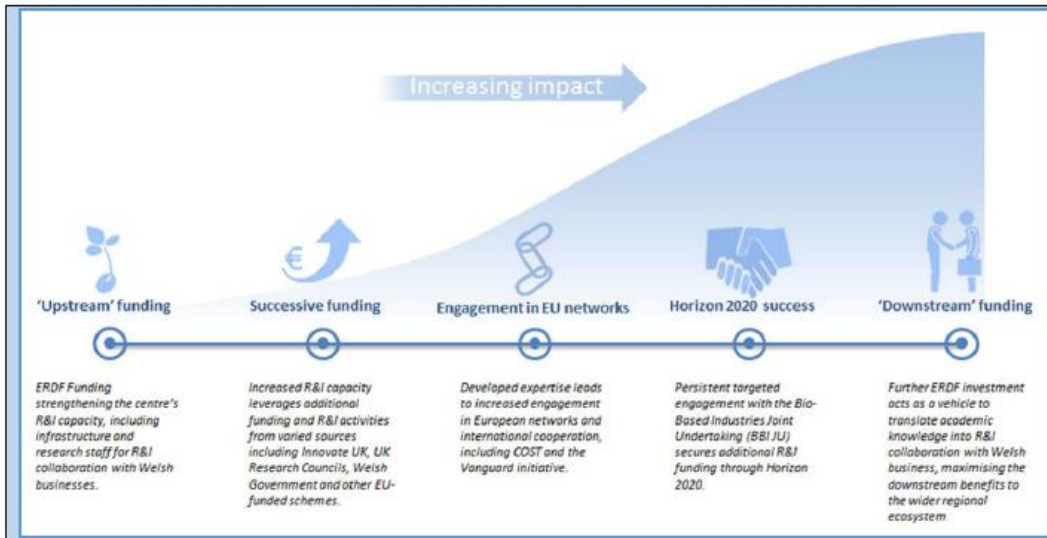 Increasing impact
€
'Upstream' funding
Successive funding
Engagement in EU networks
Horizon 2020 success
'Downstream' funding
ERDF Funding
strengthening the centre's
R&I capacity, including
infrastructure and
research staff for R&I
collaboration with Welsh
businesses.
Increased R&I capacity
leverages additional
funding and R&I activities
from varied sources
including Innovate UK, UK
Research Councils, Welsh
Government and other EU-
funded schemes.
Developed expertise leads
to increased engagement
in European networks and
international cooperation,
including COST and the
Vanguard initiative.
Persistent targeted
engagement with the Bio-
Based Industries Joint
Undertaking (BBI JU)
secures additional R&I
funding through Horizon
2020.
Further ERDF investment
acts as a vehicle to
translate academic
knowledge into R&I
collaboration with Welsh
business, maximising the
downstream benefits to
the wider regional
ecosystem